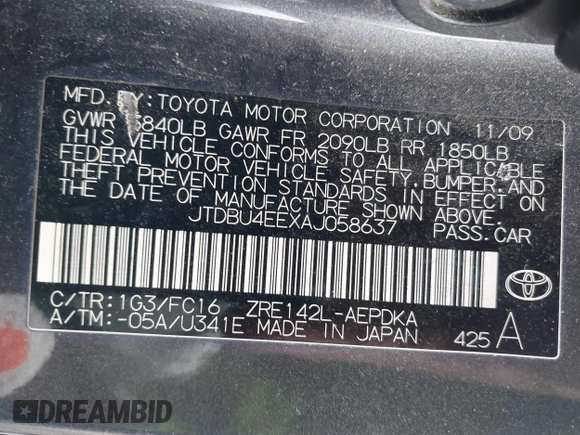 MFD. BY: TOYOTA MOTOR CORPORATION 11/09
GVWR 3840LB GAWR FR 2090LB RR 1850LB
THIS VEHICLE CONFORMS TO ALL APPLICABLE
FEDERAL MOTOR VEHICLE SAFETY, BUMPER, AND
THEFT PREVENTION STANDARDS IN EFFECT ON
THE DATE OF MANUFACTURE SHOWN ABOVE.
JTDBU4EEXAJ058637 PASS.CAR
C/TR: 1G3/FC16 ZRE142L-AEPDKA
A/TM: -05A/U341E MADE IN JAPAN 425 A
DREAMBID